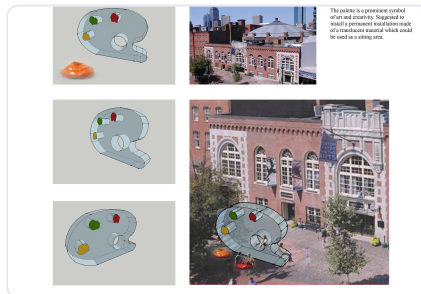 The palette is a prominent symbol
of art and creativity. Suggested to
install a permanent installation made
of a translucent material which could
be used as a sitting area.